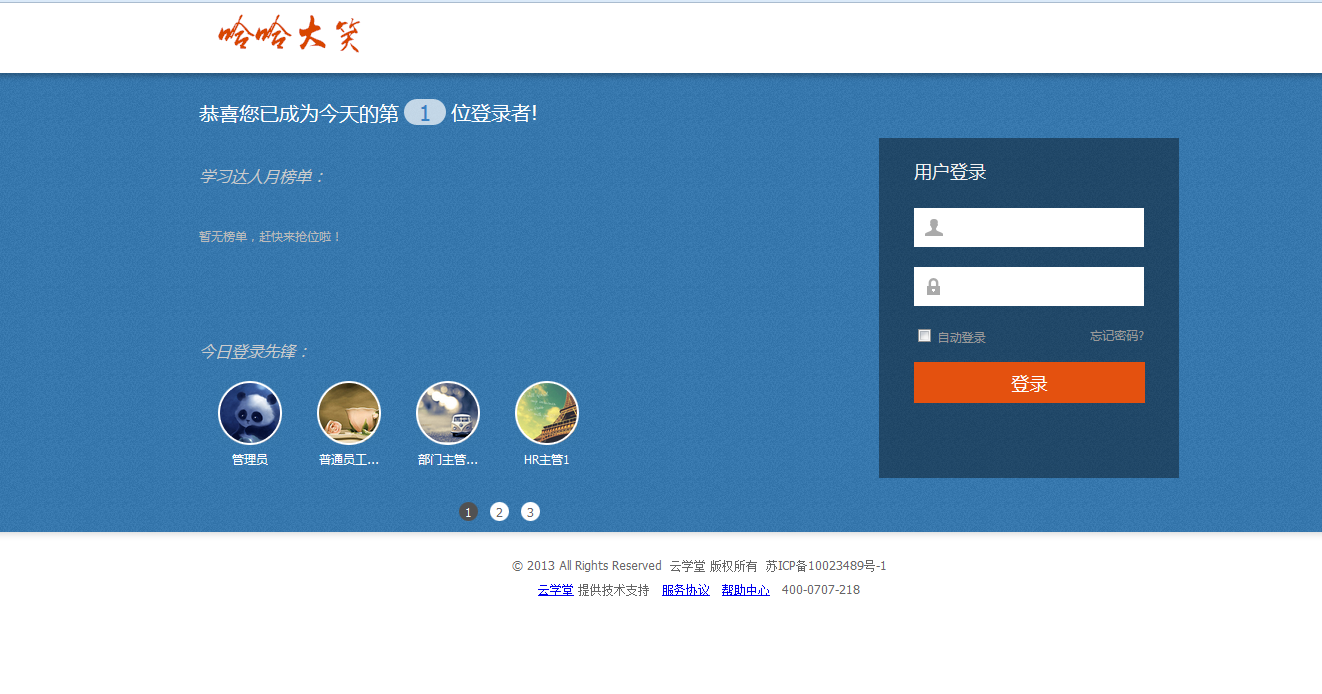 哈哈大笑
恭喜您已成为今天的第 1 位登录者!
学习达人月榜单：
暂无榜单，赶快来抢位啦！
今日登录先锋：
管理员 普通员工... 部门主管... HR主管1
1 2 3
用户登录
自动登录 忘记密码?
登录
© 2013 All Rights Reserved 云学堂 版权所有 苏ICP备10023489号-1
云学堂 提供技术支持 服务协议 帮助中心 400-0707-218